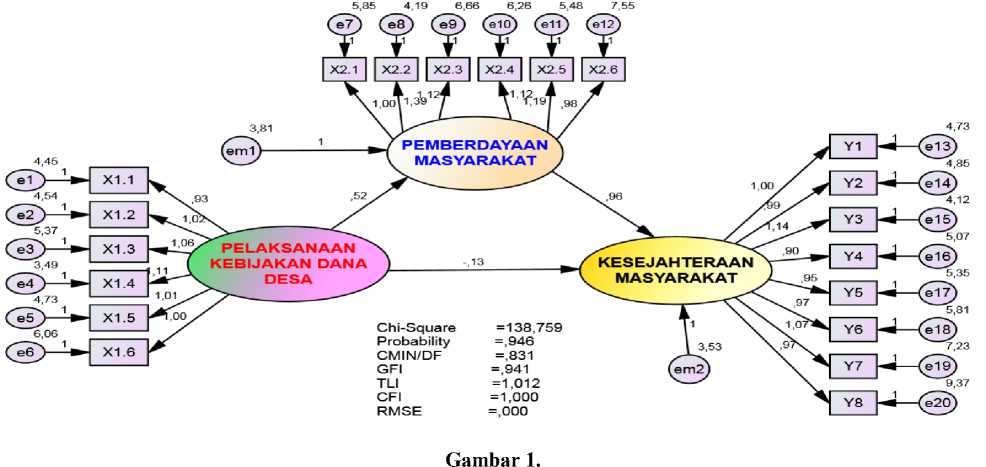 5,85 4,19 6,66 6,26 5,48 7,55
e7 e8 e9 e10 e11 e12
1 1 1 1 1 1
X2.1 X2.2 X2.3 X2.4 X2.5 X2.6
1,00 1,39 1,12 1,12 1,19 ,98
3,81
em1 1
PEMBERDAYAAN
MASYARAKAT
4,45
e1 1 X1.1
4,54
e2 1 X1.2
5,37
e3 1 X1.3
3,49
e4 1 X1.4
4,73
e5 1 X1.5
6,06
e6 1 X1.6
,93
1,02
1,06
1,11
1,01
1,00
PELAKSANAAN
KEBIJAKAN DANA
DESA
,52
,96
-,13
KESEJAHTERAAN
MASYARAKAT
1
3,53
em2
1,00
,99
1,14
,90
,95
,97
1,07
,97
4,73
Y1 1 e13
4,85
Y2 1 e14
4,12
Y3 1 e15
5,07
Y4 1 e16
5,35
Y5 1 e17
5,81
Y6 1 e18
7,23
Y7 1 e19
9,37
Y8 1 e20
Chi-Square =138,759
Probability =,946
CMIN/DF =,831
GFI =,941
TLI =1,012
CFI =1,000
RMSE =,000
Gambar 1.